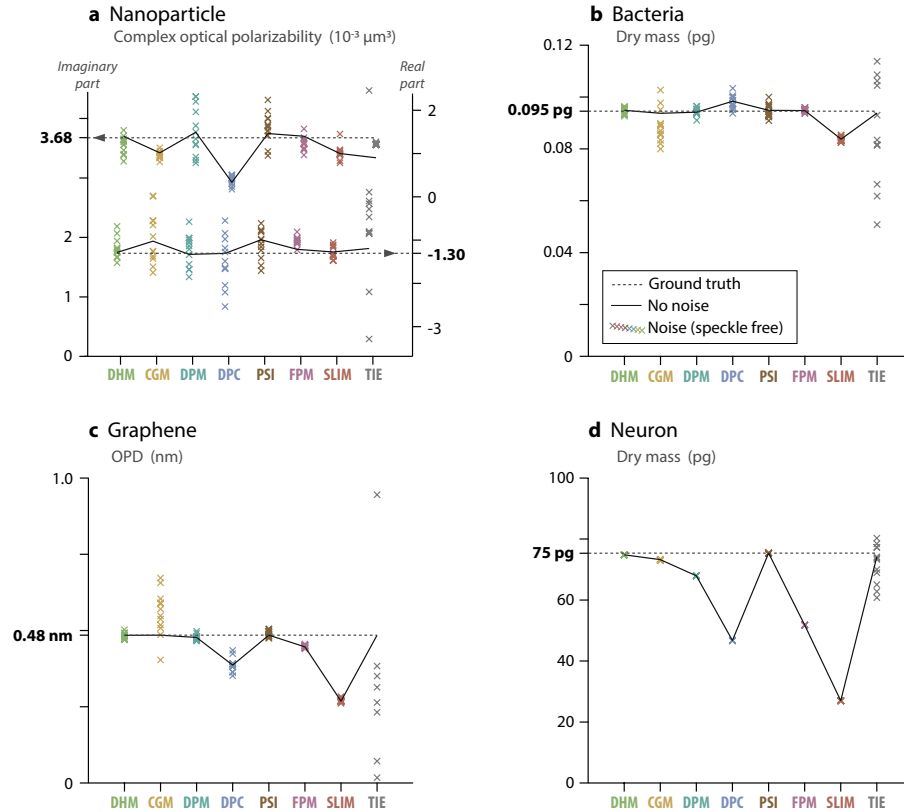 a Nanoparticle
Complex optical polarizability (10⁻³ μm³)
Imaginary part
Real part
3.68
2
1
0
2
1
0
-1.30
-3
DHM CGM DPM DPC PSI FPM SLIM TIE
b Bacteria
Dry mass (pg)
0.12
0.095 pg
0.08
0.04
0
Ground truth
No noise
Noise (speckle free)
DHM CGM DPM DPC PSI FPM SLIM TIE
c Graphene
OPD (nm)
1.0
0.48 nm
0
DHM CGM DPM DPC PSI FPM SLIM TIE
d Neuron
Dry mass (pg)
100
75 pg
60
40
20
0
DHM CGM DPM DPC PSI FPM SLIM TIE